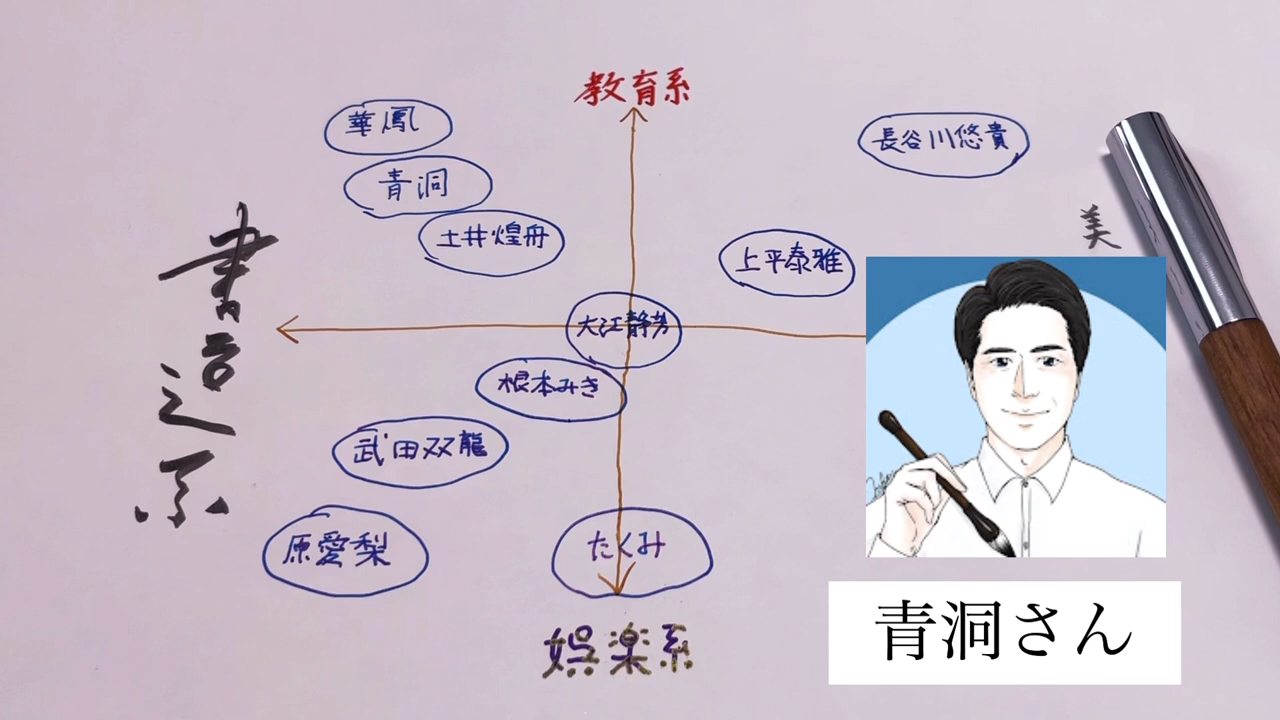 教育系
華鳳
長谷川悠貴
青洞
美
土井煌舟
上平泰雅
書道系
大江静芳
根本みき
武田双龍
原愛梨
たくみ
青洞さん
娯楽系